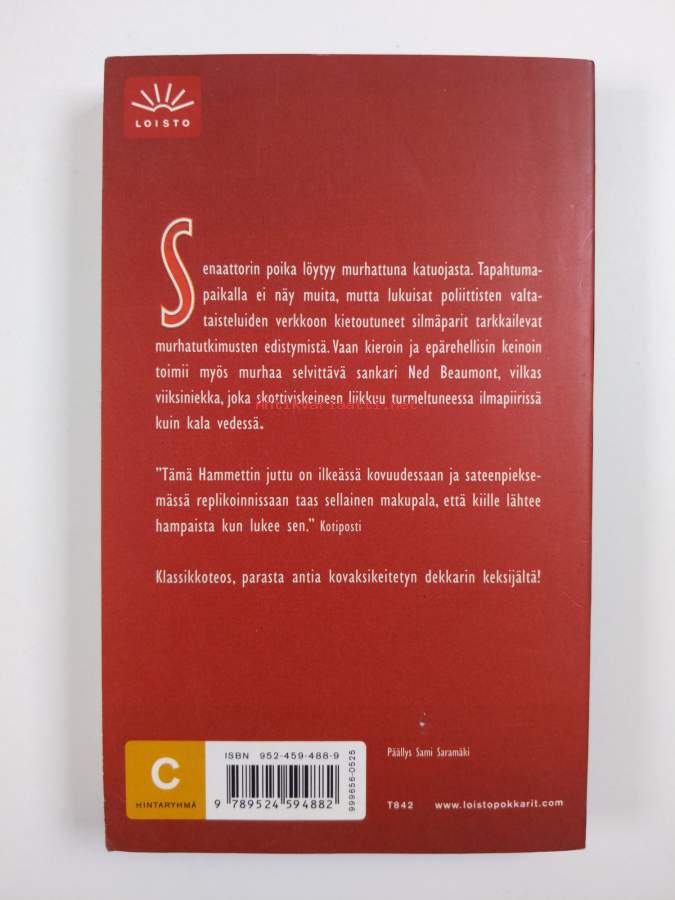 LOISTO
Senaattorin poika löytyy murhattuna katuojasta. Tapahtuma-
paikalla ei näy muita, mutta lukuisat poliittisten valta-
taisteluiden verkkoon kietoutuneet silmäparit tarkkailevat
murhatutkimusten edistymistä. Vaan kieroin ja epärehellisin keinoin
toimii myös murhaa selvittävä sankari Ned Beaumont, vilkas
viiksiniekka, joka skottiviskeineen liikkuu turmeltuneessa ilmapiirissä
Antikvariaatti.net
kuin kala vedessä.
”Tämä Hammettin juttu on ilkeässä kovuudessaan ja sateenpiekse-
mässä replikoinnissaan taas sellainen makupala, että kiille lähtee
hampaista kun lukee sen.” Kotiposti
Klassikkoteos, parasta antia kovaksikeitetyn dekkarin keksijältä!
C
HINTARYHMÄ
ISBN 952-459-488-9
9 789524 594882
999656-0525
Päällys Sami Saramäki
T842 www.loistopokkarit.com